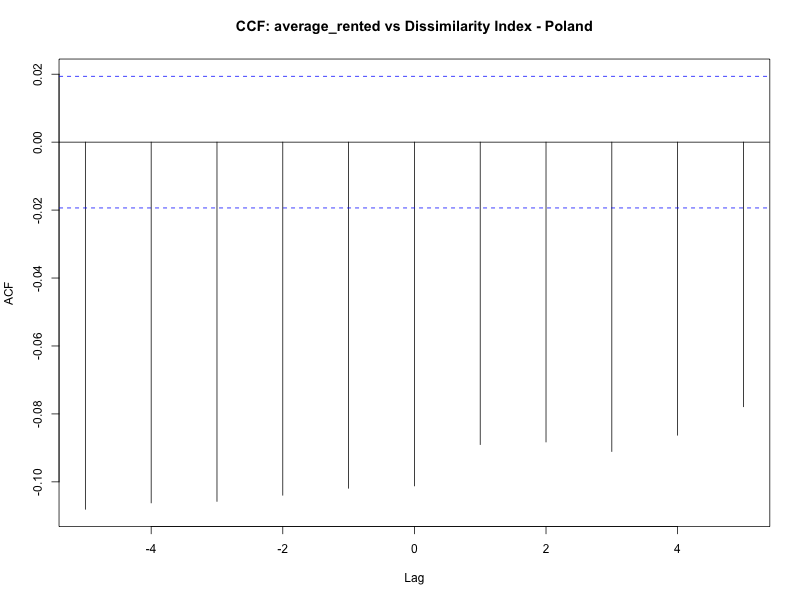 CCF: average_rented vs Dissimilarity Index - Poland
ACF
0.02
0.00
-0.02
-0.04
-0.06
-0.08
-0.10
-4 -2 0 2 4
Lag